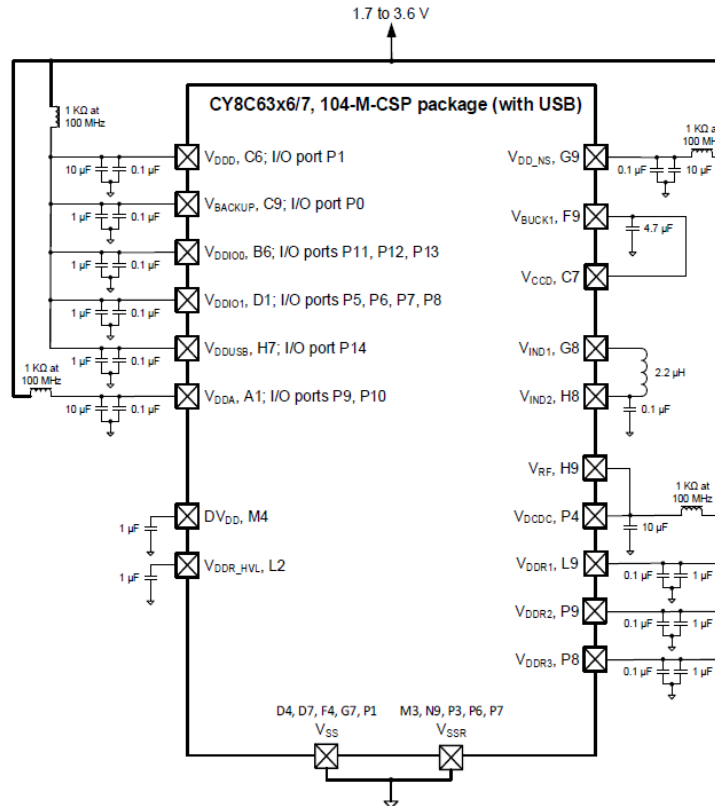 1.7 to 3.6 V
CY8C63x6/7, 104-M-CSP package (with USB)
1 KΩ at
100 MHz
1 KΩ at
100 MHz
10 µF
0.1 µF
VDDD, C6; I/O port P1
VDD_NS, G9
0.1 µF
10 µF
1 µF
0.1 µF
VBACKUP, C9; I/O port P0
VBUCK1, F9
4.7 µF
1 µF
0.1 µF
VDDIO0, B6; I/O ports P11, P12, P13
VCCD, C7
1 µF
0.1 µF
VDDIO1, D1; I/O ports P5, P6, P7, P8
1 µF
0.1 µF
VDDUSB, H7; I/O port P14
VIND1, G8
2.2 µH
1 KΩ at
100 MHz
10 µF
0.1 µF
VDDA, A1; I/O ports P9, P10
VIND2, H8
0.1 µF
VRF, H9
1 KΩ at
100 MHz
1 µF
DVDD, M4
VDCDC, P4
10 µF
1 µF
VDDR_HVL, L2
VDDR1, L9
0.1 µF
1 µF
VDDR2, P9
0.1 µF
1 µF
VDDR3, P8
0.1 µF
1 µF
D4, D7, F4, G7, P1
VSS
M3, N9, P3, P6, P7
VSSR